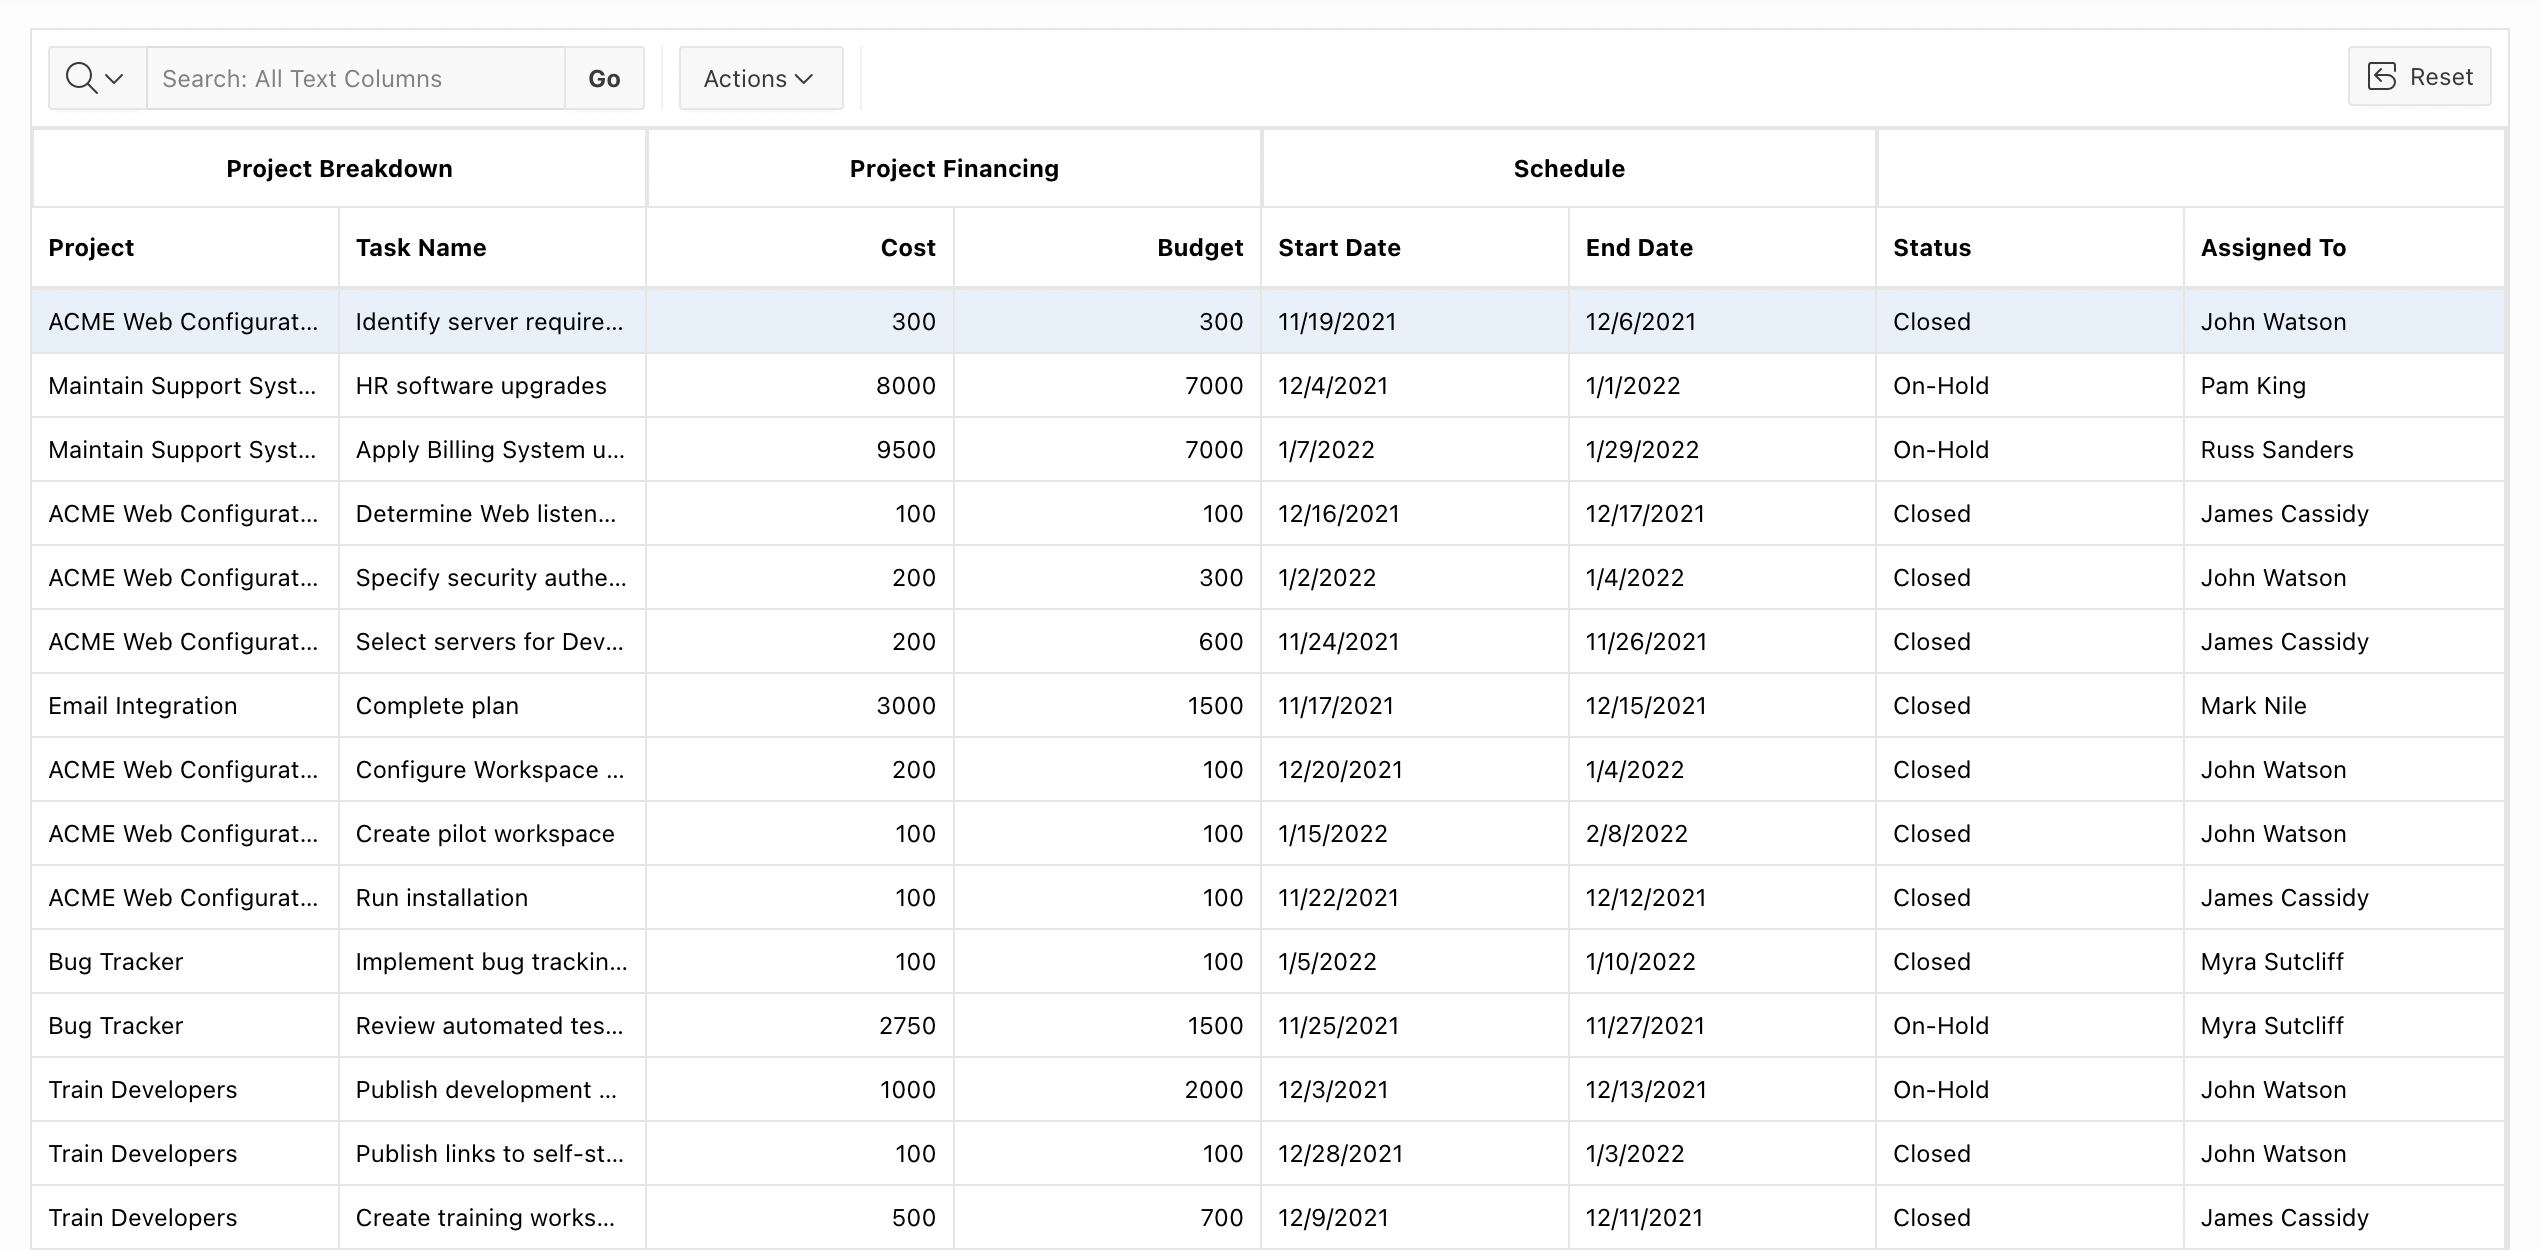 Search: All Text Columns Go Actions Reset
Project Breakdown Project Financing Schedule
Project Task Name Cost Budget Start Date End Date Status Assigned To
ACME Web Configurat... Identify server require... 300 300 11/19/2021 12/6/2021 Closed John Watson
Maintain Support Syst... HR software upgrades 8000 7000 12/4/2021 1/1/2022 On-Hold Pam King
Maintain Support Syst... Apply Billing System u... 9500 7000 1/7/2022 1/29/2022 On-Hold Russ Sanders
ACME Web Configurat... Determine Web listen... 100 100 12/16/2021 12/17/2021 Closed James Cassidy
ACME Web Configurat... Specify security authe... 200 300 1/2/2022 1/4/2022 Closed John Watson
ACME Web Configurat... Select servers for Dev... 200 600 11/24/2021 11/26/2021 Closed James Cassidy
Email Integration Complete plan 3000 1500 11/17/2021 12/15/2021 Closed Mark Nile
ACME Web Configurat... Configure Workspace ... 200 100 12/20/2021 1/4/2022 Closed John Watson
ACME Web Configurat... Create pilot workspace 100 100 1/15/2022 2/8/2022 Closed John Watson
ACME Web Configurat... Run installation 100 100 11/22/2021 12/12/2021 Closed James Cassidy
Bug Tracker Implement bug trackin... 100 100 1/5/2022 1/10/2022 Closed Myra Sutcliff
Bug Tracker Review automated tes... 2750 1500 11/25/2021 11/27/2021 On-Hold Myra Sutcliff
Train Developers Publish development ... 1000 2000 12/3/2021 12/13/2021 On-Hold John Watson
Train Developers Publish links to self-st... 100 100 12/28/2021 1/3/2022 Closed John Watson
Train Developers Create training works... 500 700 12/9/2021 12/11/2021 Closed James Cassidy